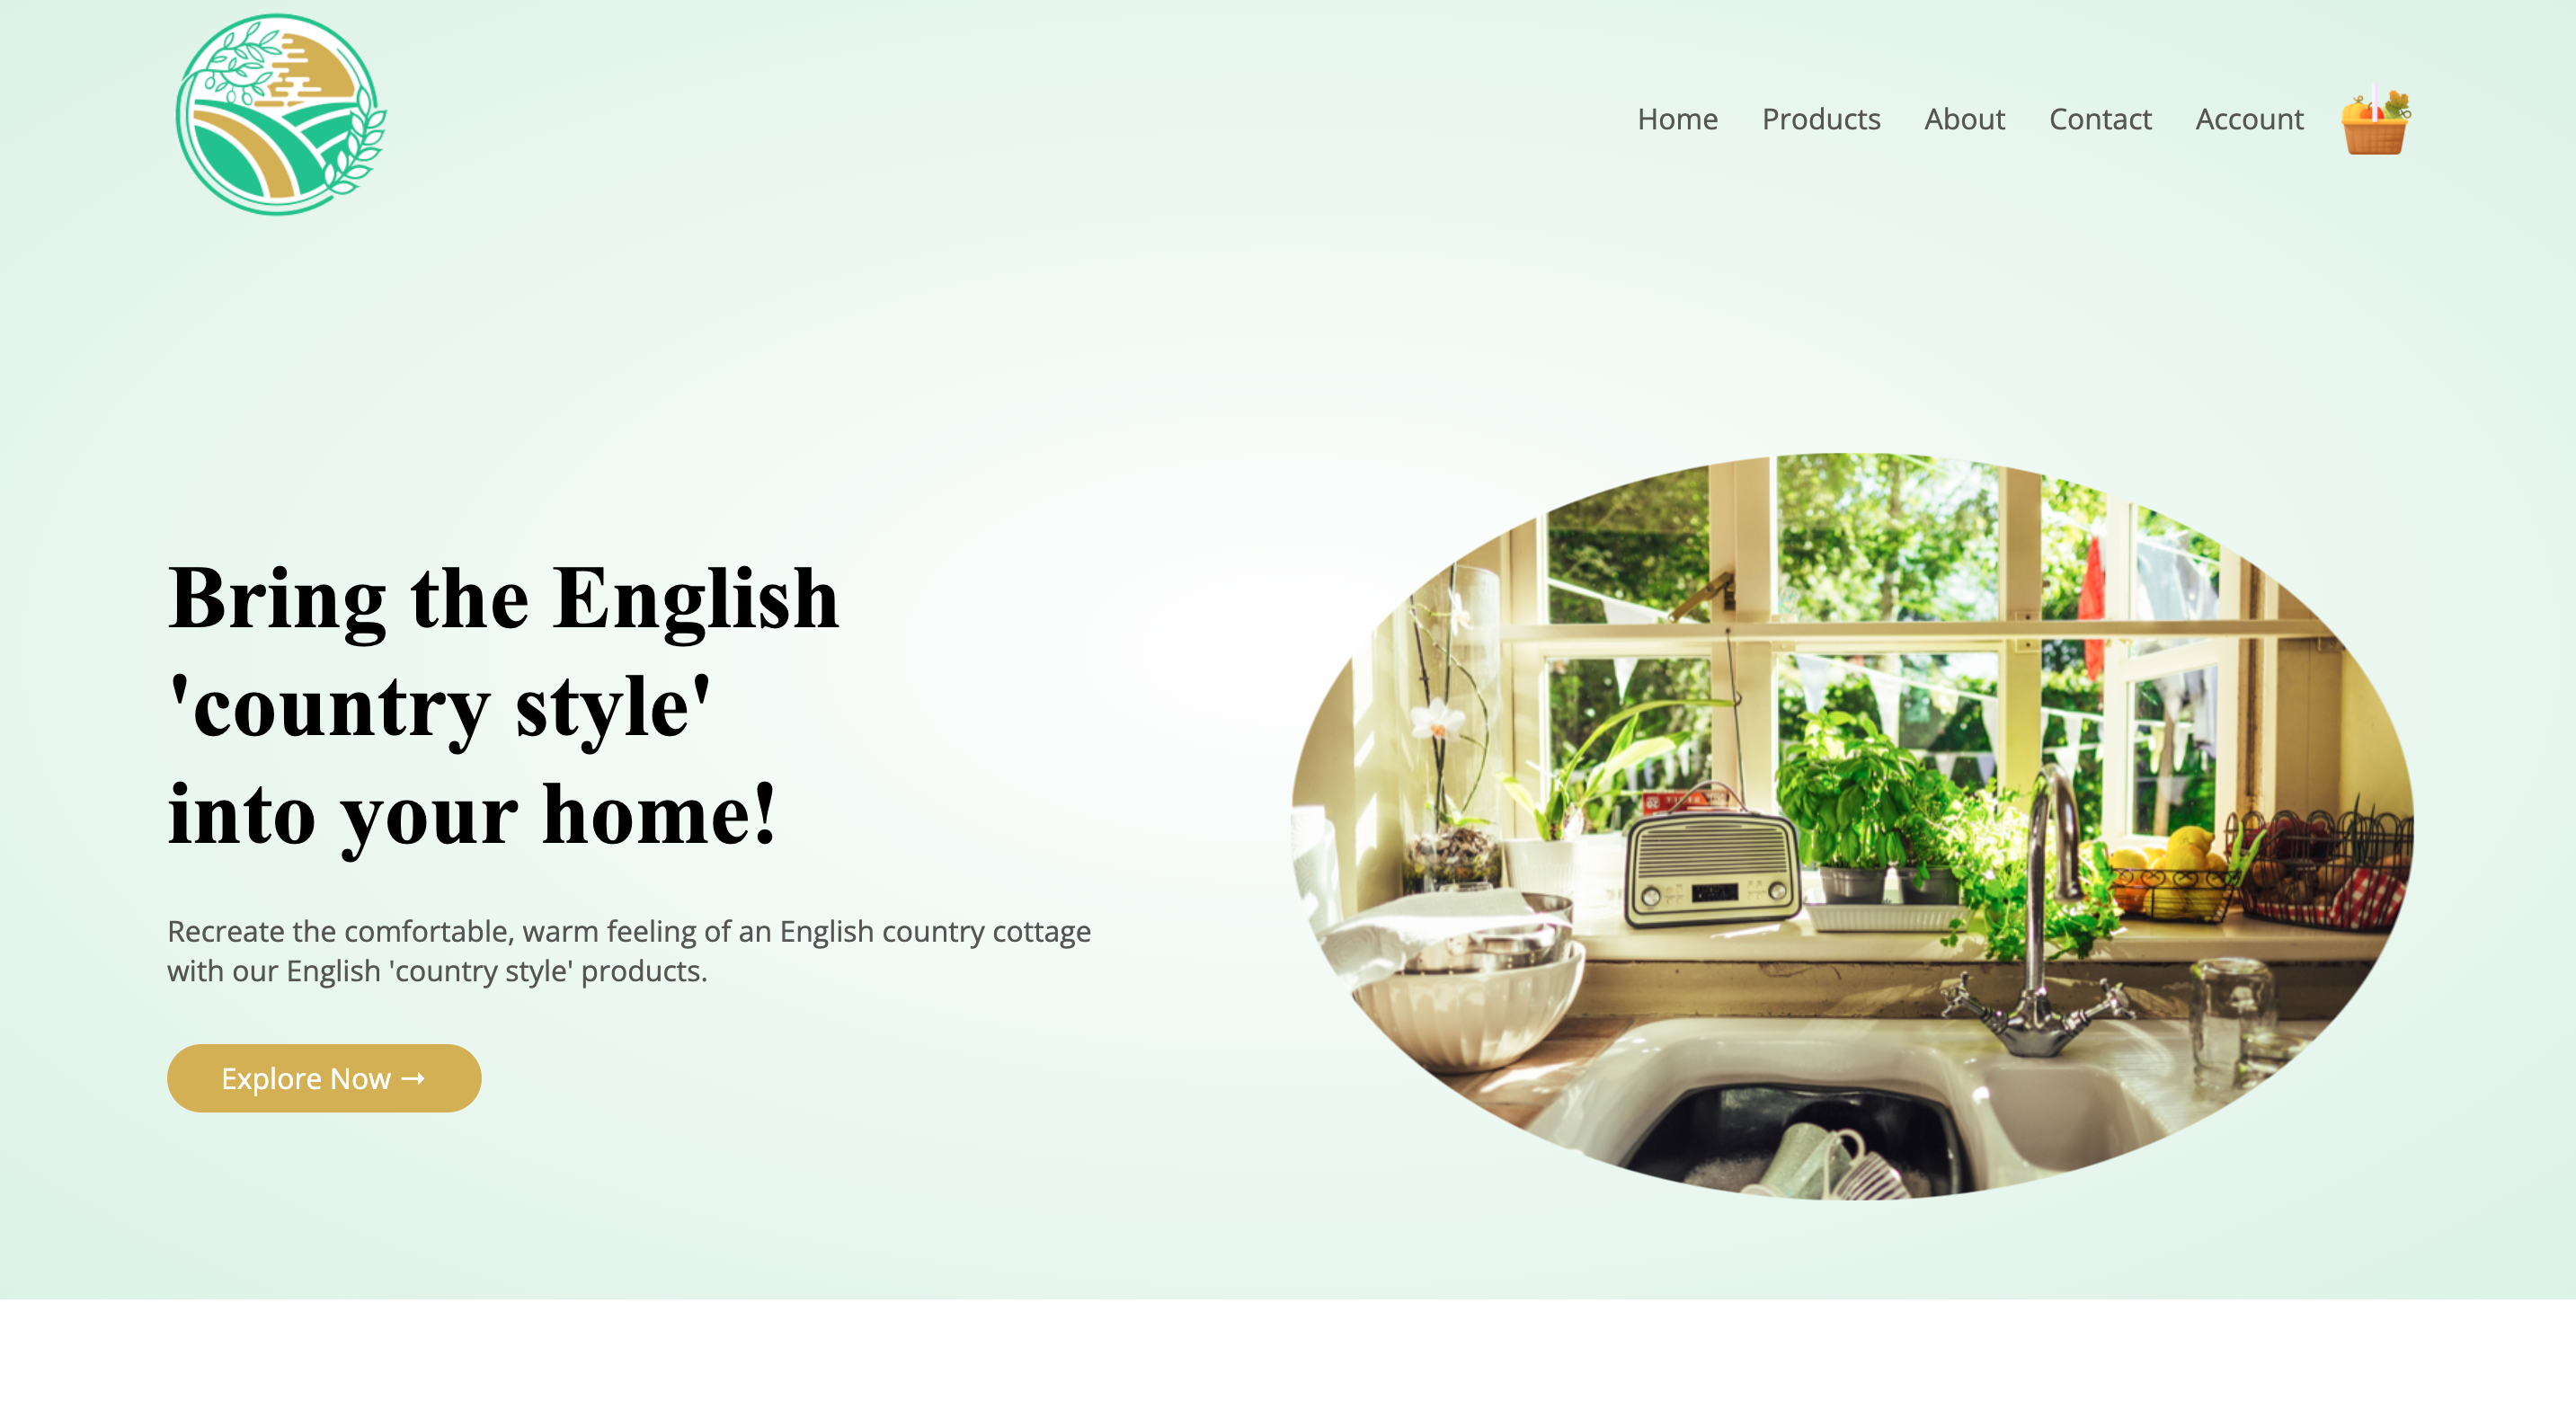 Home Products About Contact Account
Bring the English
'country style'
into your home!
Recreate the comfortable, warm feeling of an English country cottage
with our English 'country style' products.
Explore Now →